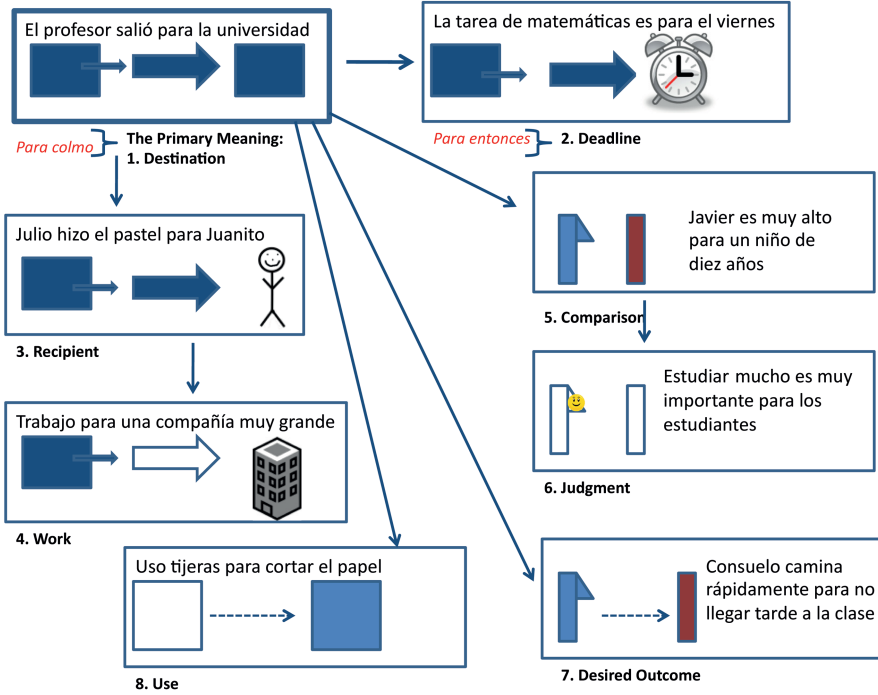 El profesor salió para la universidad
Para colmo
The Primary Meaning:
1. Destination
La tarea de matemáticas es para el viernes
Para entonces
2. Deadline
Julio hizo el pastel para Juanito
3. Recipient
Trabajo para una compañía muy grande
4. Work
Javier es muy alto
para un niño de
diez años
5. Comparison
Estudiar mucho es muy
importante para los
estudiantes
6. Judgment
Consuelo camina
rápidamente para no
llegar tarde a la clase
7. Desired Outcome
Uso tijeras para cortar el papel
8. Use